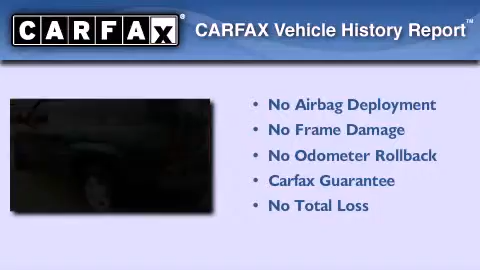 CARFAX® CARFAX Vehicle History Report™
• No Airbag Deployment
• No Frame Damage
• No Odometer Rollback
• Carfax Guarantee
• No Total Loss